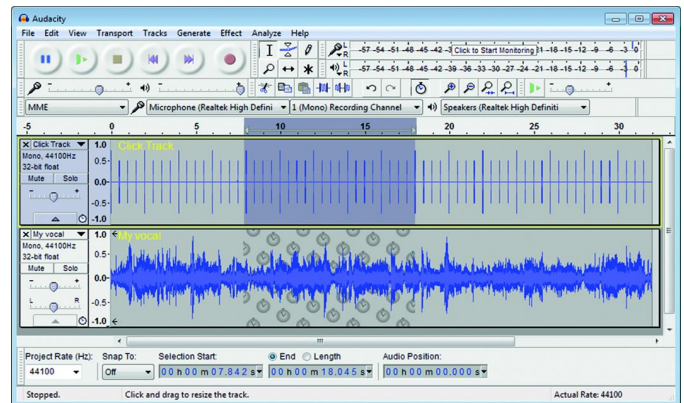 Audacity
File Edit View Transport Tracks Generate Effect Analyze Help
L R -57 -54 -51 -48 -45 -42 -3 Click to Start Monitoring 21 -18 -15 -12 -9 -6 -3 0
L R -57 -54 -51 -48 -45 -42 -39 -36 -33 -30 -27 -24 -21 -18 -15 -12 -9 -6 -3 0
MME Microphone (Realtek High Defini 1 (Mono) Recording Channel Speakers (Realtek High Definiti
-5 0 5 10 15 20 25 30
X Click Track 1.0 Click Track
Mono, 44100Hz
32-bit float 0.5
Mute Solo
- + 0.0
-0.5
-1.0
X My vocal 1.0 My vocal
Mono, 44100Hz
32-bit float 0.5
Mute Solo
- + 0.0
L R -0.5
-1.0
Project Rate (Hz): Snap To: Selection Start: End Length Audio Position:
44100 Off 00 h 00 m 07.842 s 00 h 00 m 18.045 s 00 h 00 m 00.000 s
Stopped. Click and drag to resize the track. Actual Rate: 44100